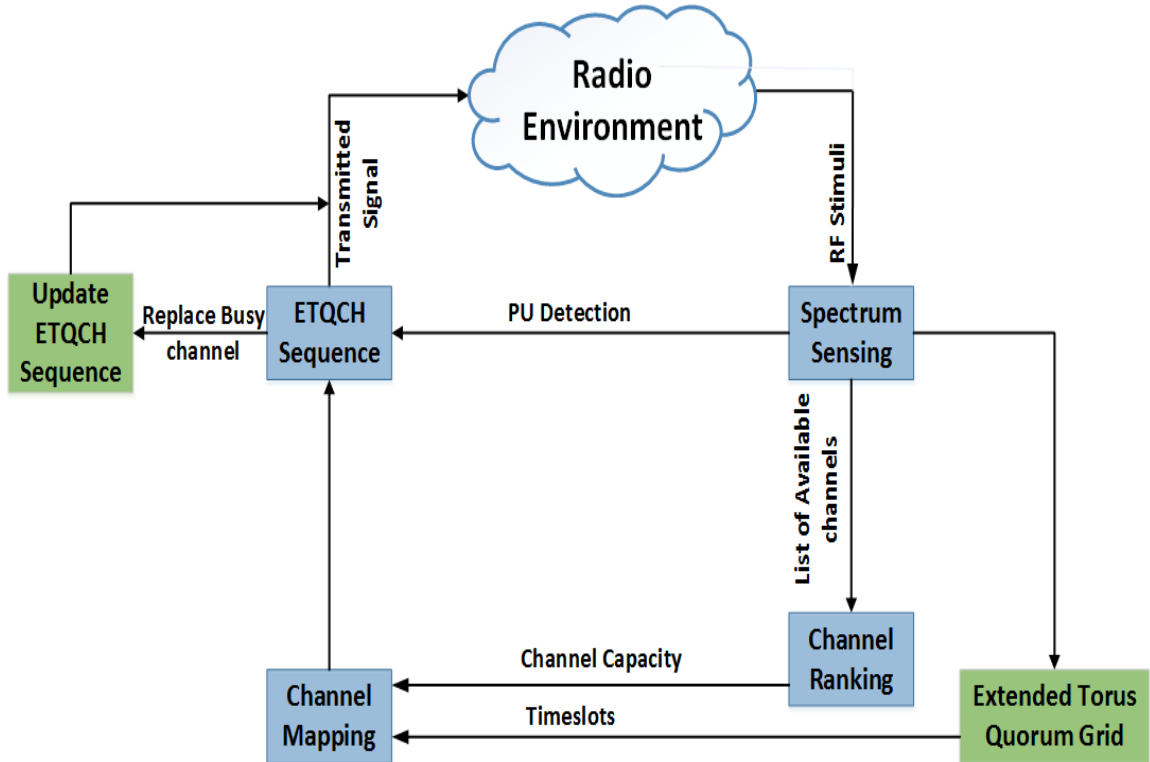 Radio
Environment
Transmitted
Signal
RF Stimuli
Update
ETQCH
Sequence
Replace Busy
channel
ETQCH
Sequence
PU Detection
Spectrum
Sensing
List of Available
channels
Channel
Ranking
Channel Capacity
Channel
Mapping
Timeslots
Extended Torus
Quorum Grid